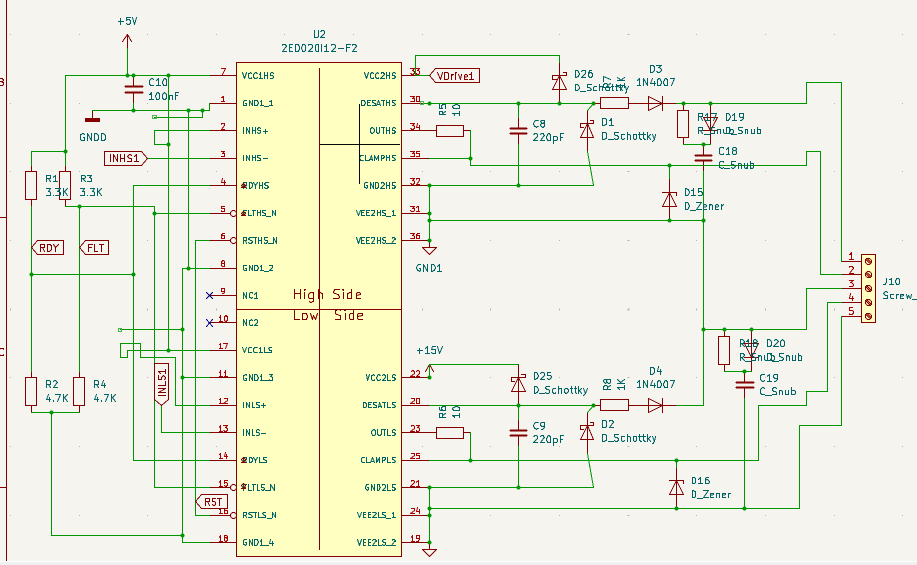 +5V
U2
2ED020I12-F2
C10
100nF
GNDD
INHS1
R1
3.3K
R3
3.3K
RDY
FLT
R2
4.7K
R4
4.7K
INLS1
RST
7
1
2
3
4
5
6
8
9
10
17
11
12
13
14
15
16
18
VCC1HS
GND1_1
INHS+
INHS-
RDYHS
FLTHS_N
RSTHS_N
GND1_2
NC1
NC2
VCC1LS
GND1_3
INLS+
INLS-
RDYLS
FLTLS_N
RSTLS_N
GND1_4
High Side
Low Side
VCC2HS
DESATHS
OUTHS
CLAMPHS
GND2HS
VEE2HS_1
VEE2HS_2
VCC2LS
DESATLS
OUTLS
CLAMPLS
GND2LS
VEE2LS_1
VEE2LS_2
33
30
34
35
32
31
36
22
20
23
25
21
24
19
VDrive1
R5
10
C8
220pF
D26
D_Schottky
D1
D_Schottky
R7
1K
D3
1N4007
R17
R_Snub
D19
D_Snub
C18
C_Snub
D15
D_Zener
GND1
+15V
D25
D_Schottky
R6
10
C9
220pF
D2
D_Schottky
R8
1K
D4
1N4007
R18
R_Snub
D20
D_Snub
C19
C_Snub
D16
D_Zener
1
2
3
4
5
J10
Screw_